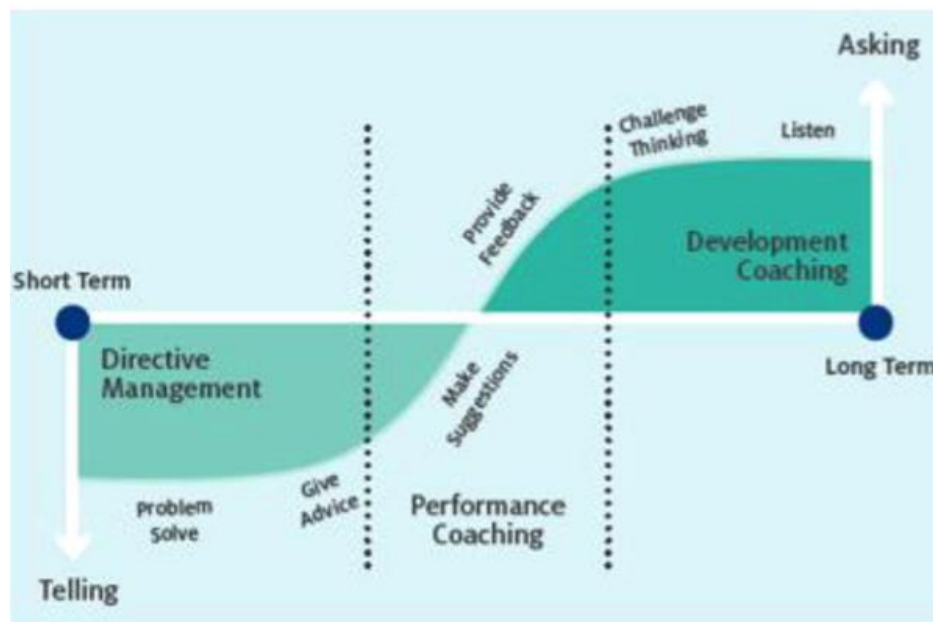 Asking
Challenge
Thinking
Listen
Provide
Feedback
Development
Coaching
Short Term
Directive
Management
Long Term
Make
Suggestions
Give
Advice
Problem
Solve
Performance
Coaching
Telling